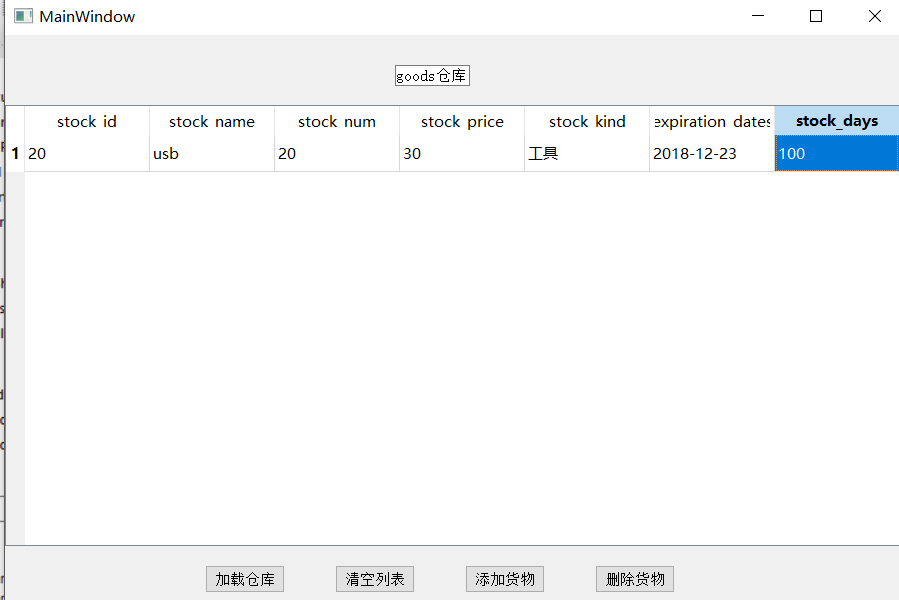 MainWindow
goods仓库
stock id stock name stock num stock price stock kind expiration dates stock_days
1 20 usb 20 30 工具 2018-12-23 100
加载仓库 清空列表 添加货物 删除货物